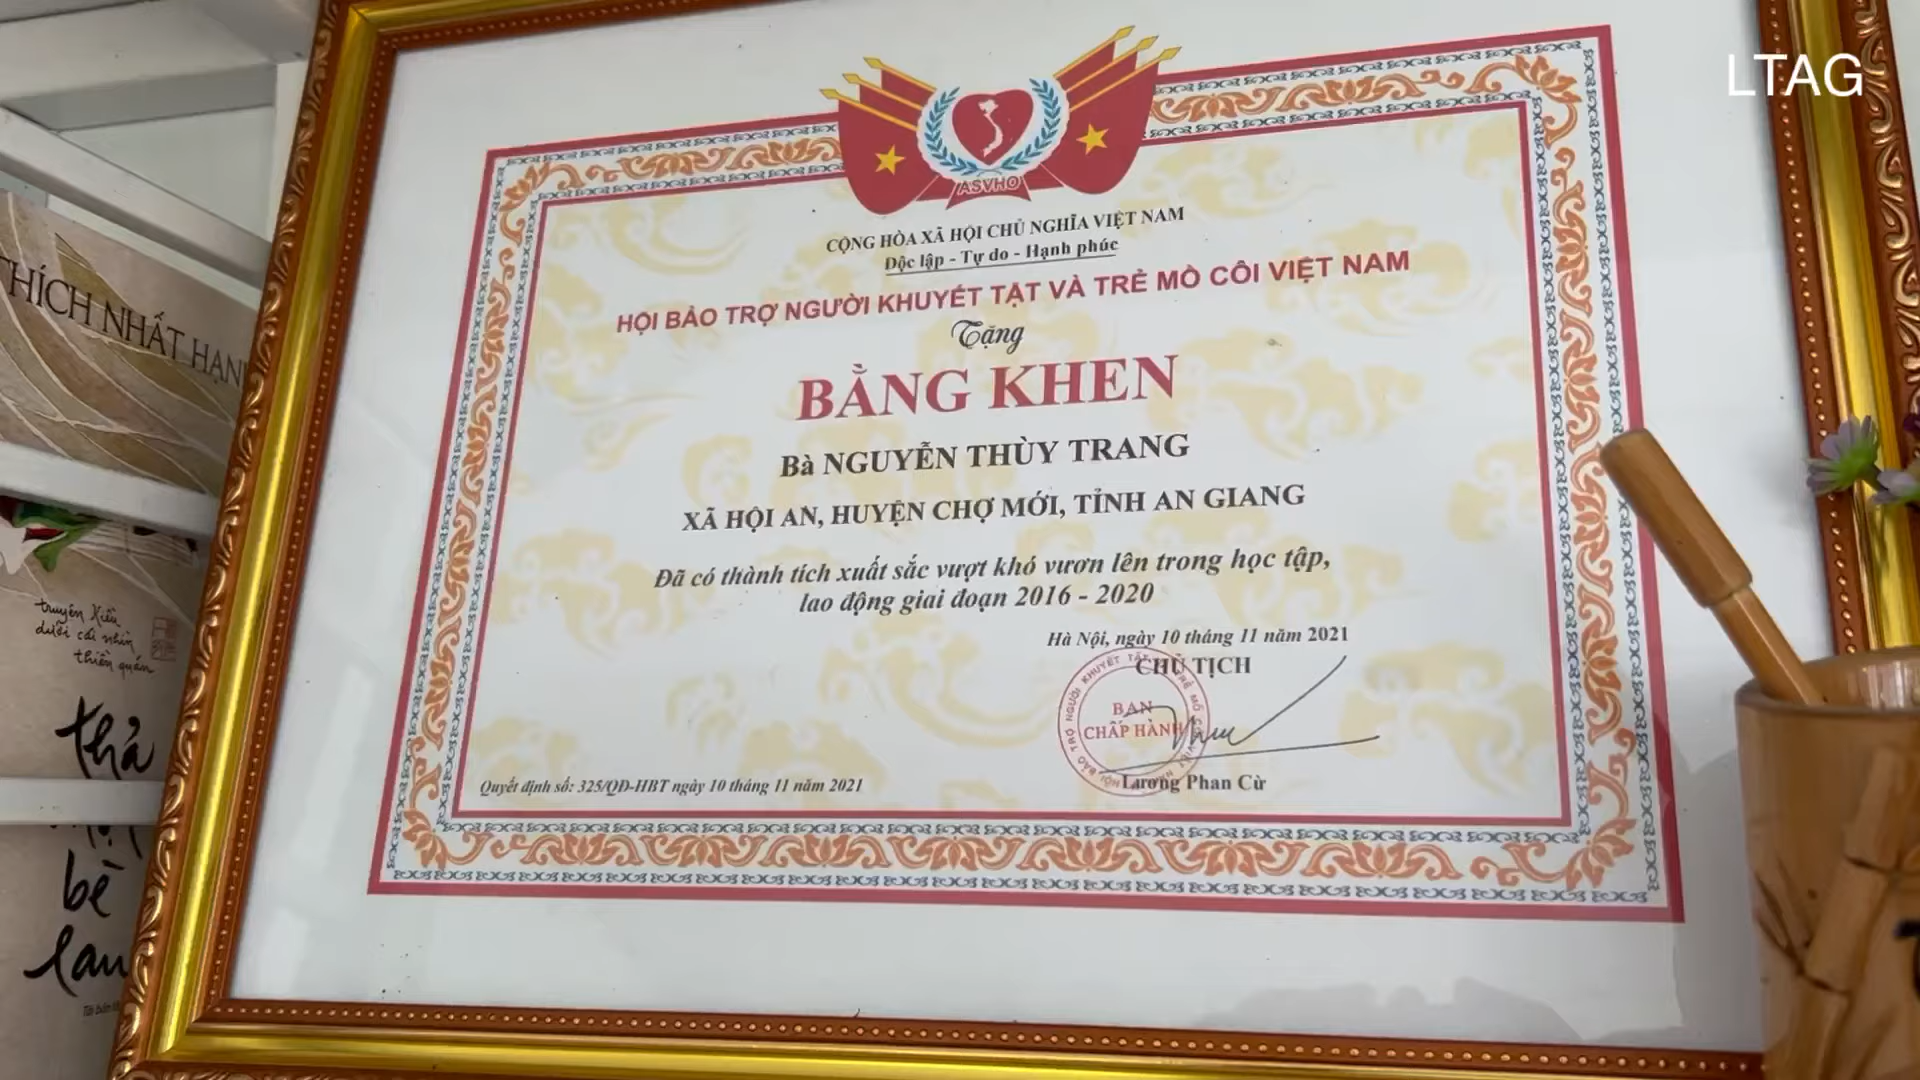 LTAG
ASVHO
CỘNG HÒA XÃ HỘI CHỦ NGHĨA VIỆT NAM
Độc lập - Tự do - Hạnh phúc
HỘI BẢO TRỢ NGƯỜI KHUYẾT TẬT VÀ TRẺ MỒ CÔI VIỆT NAM
Tặng
BẰNG KHEN
Bà NGUYỄN THÙY TRANG
XÃ HỘI AN, HUYỆN CHỢ MỚI, TỈNH AN GIANG
Đã có thành tích xuất sắc vượt khó vươn lên trong học tập,
lao động giai đoạn 2016 - 2020
Hà Nội, ngày 10 tháng 11 năm 2021
CHỦ TỊCH
BAN
CHẤP HÀNH
Lương Phan Cừ
Quyết định số: 325/QĐ-HBT ngày 10 tháng 11 năm 2021
THÍCH NHẤT HẠNH
truyện Kiều
dưới cái nhìn
thiền quán
thả
bè
lau